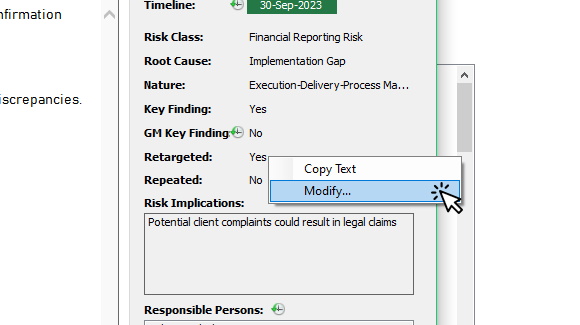 Timeline: 30-Sep-2023
nfirmation
Risk Class: Financial Reporting Risk
Root Cause: Implementation Gap
Nature: Execution-Delivery-Process Ma...
iscrepancies.
Key Finding: Yes
GM Key Finding No
Retargeted: Yes
Copy Text
Repeated: No
Modify...
Risk Implications:
Potential client complaints could result in legal claims
Responsible Persons: